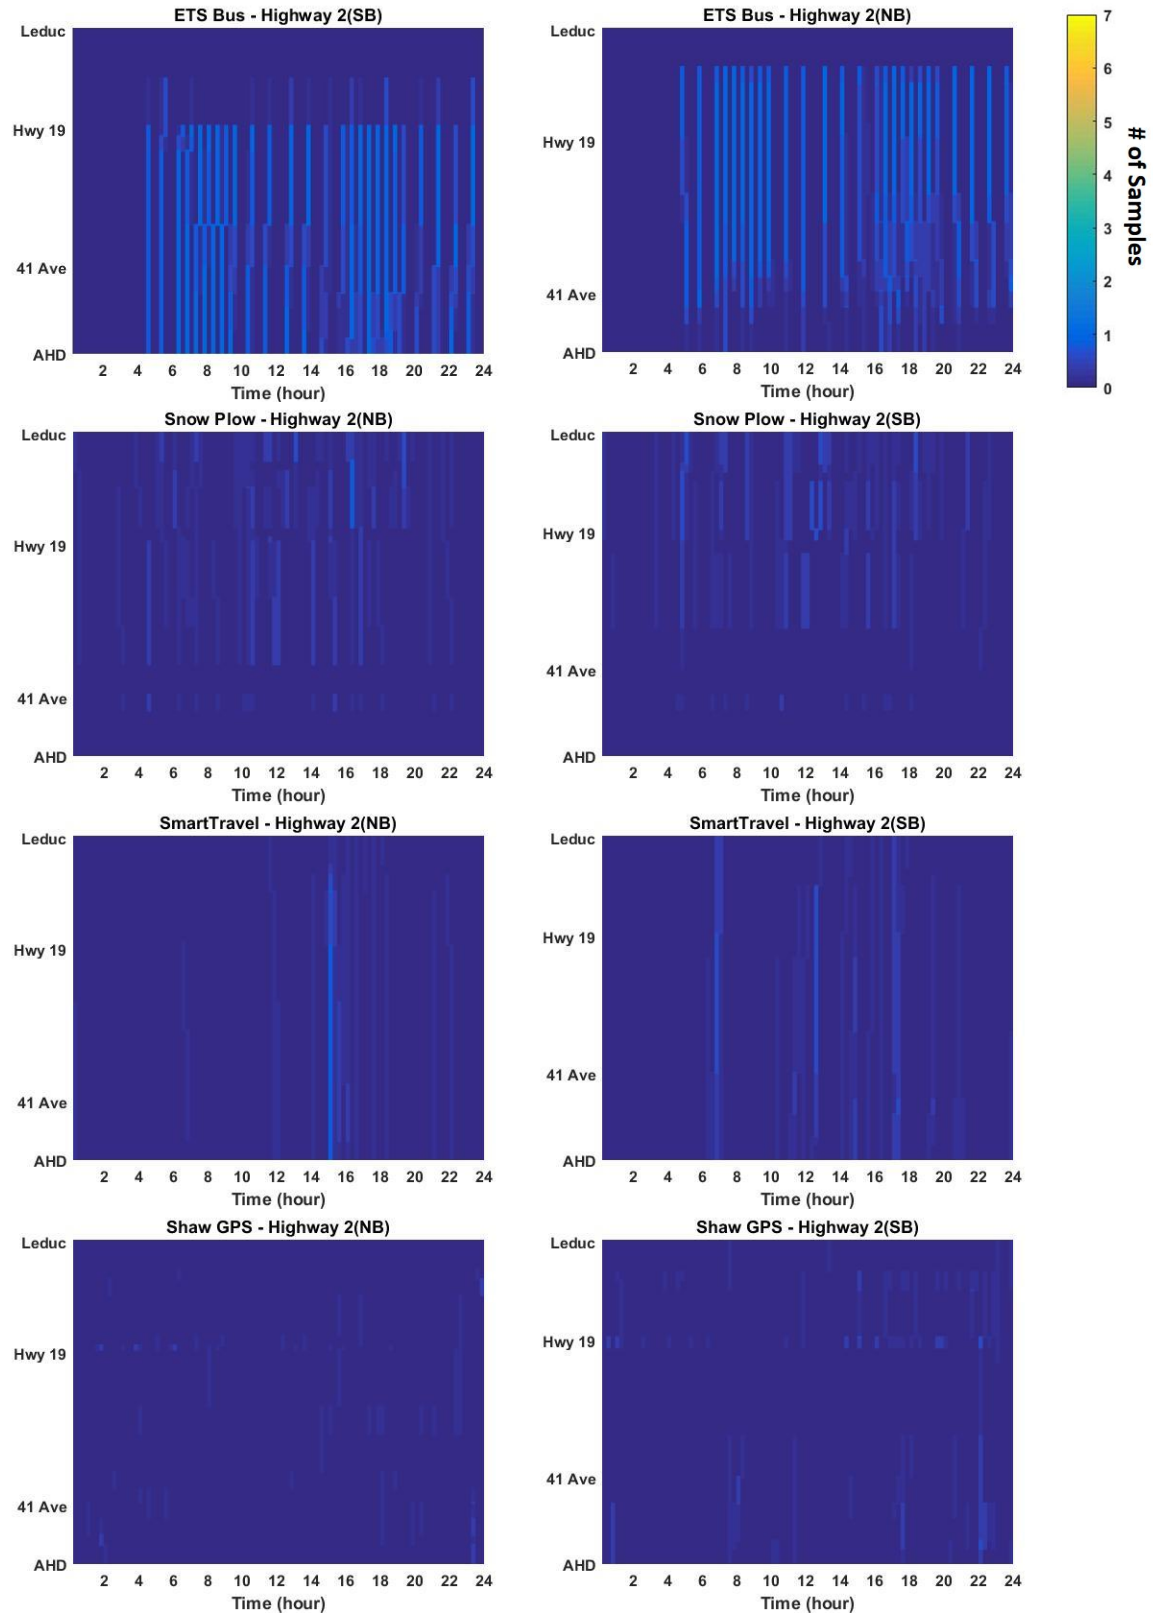 ETS Bus - Highway 2(SB)
Leduc
Hwy 19
41 Ave
AHD
2 4 6 8 10 12 14 16 18 20 22 24
Time (hour)
ETS Bus - Highway 2(NB)
Leduc
Hwy 19
41 Ave
AHD
2 4 6 8 10 12 14 16 18 20 22 24
Time (hour)
7
6
5
4
3
2
1
0
# of Samples
Snow Plow - Highway 2(NB)
Leduc
Hwy 19
41 Ave
AHD
2 4 6 8 10 12 14 16 18 20 22 24
Time (hour)
Snow Plow - Highway 2(SB)
Leduc
Hwy 19
41 Ave
AHD
2 4 6 8 10 12 14 16 18 20 22 24
Time (hour)
SmartTravel - Highway 2(NB)
Leduc
Hwy 19
41 Ave
AHD
2 4 6 8 10 12 14 16 18 20 22 24
Time (hour)
SmartTravel - Highway 2(SB)
Leduc
Hwy 19
41 Ave
AHD
2 4 6 8 10 12 14 16 18 20 22 24
Time (hour)
Shaw GPS - Highway 2(NB)
Leduc
Hwy 19
41 Ave
AHD
2 4 6 8 10 12 14 16 18 20 22 24
Time (hour)
Shaw GPS - Highway 2(SB)
Leduc
Hwy 19
41 Ave
AHD
2 4 6 8 10 12 14 16 18 20 22 24
Time (hour)